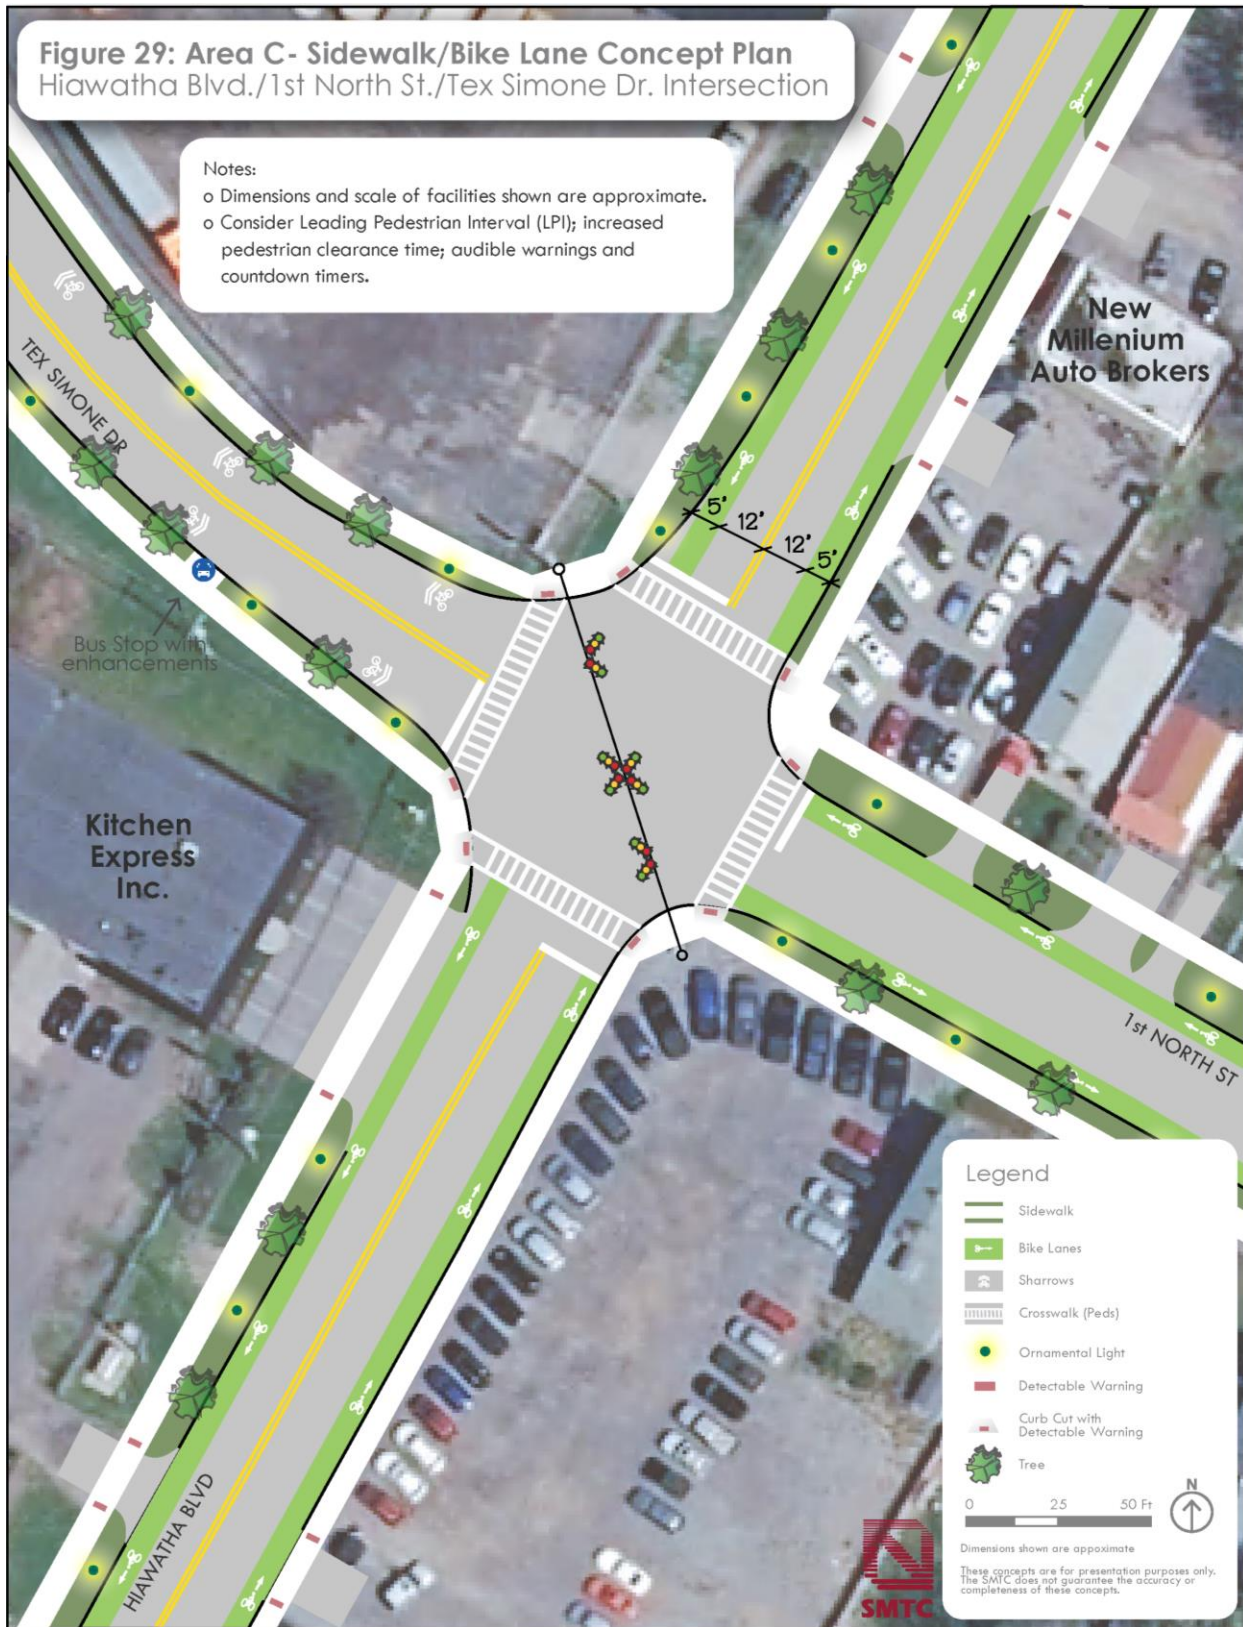 Figure 29: Area C- Sidewalk/Bike Lane Concept Plan
Hiawatha Blvd./1st North St./Tex Simone Dr. Intersection
Notes:
o Dimensions and scale of facilities shown are approximate.
o Consider Leading Pedestrian Interval (LPI); increased
pedestrian clearance time; audible warnings and
countdown timers.
New
Millenium
Auto Brokers
TEX SIMONE DR
5'
12'
12'
5'
Bus Stop with
enhancements
Kitchen
Express
Inc.
1st NORTH ST
HIAWATHA BLVD
Legend
Sidewalk
Bike Lanes
Sharrows
Crosswalk (Peds)
Ornamental Light
Detectable Warning
Curb Cut with
Detectable Warning
Tree
0 25 50 Ft
N
Dimensions shown are appoximate
These concepts are for presentation purposes only.
The SMTC does not guarantee the accuracy or
completeness of these concepts.
SMTC